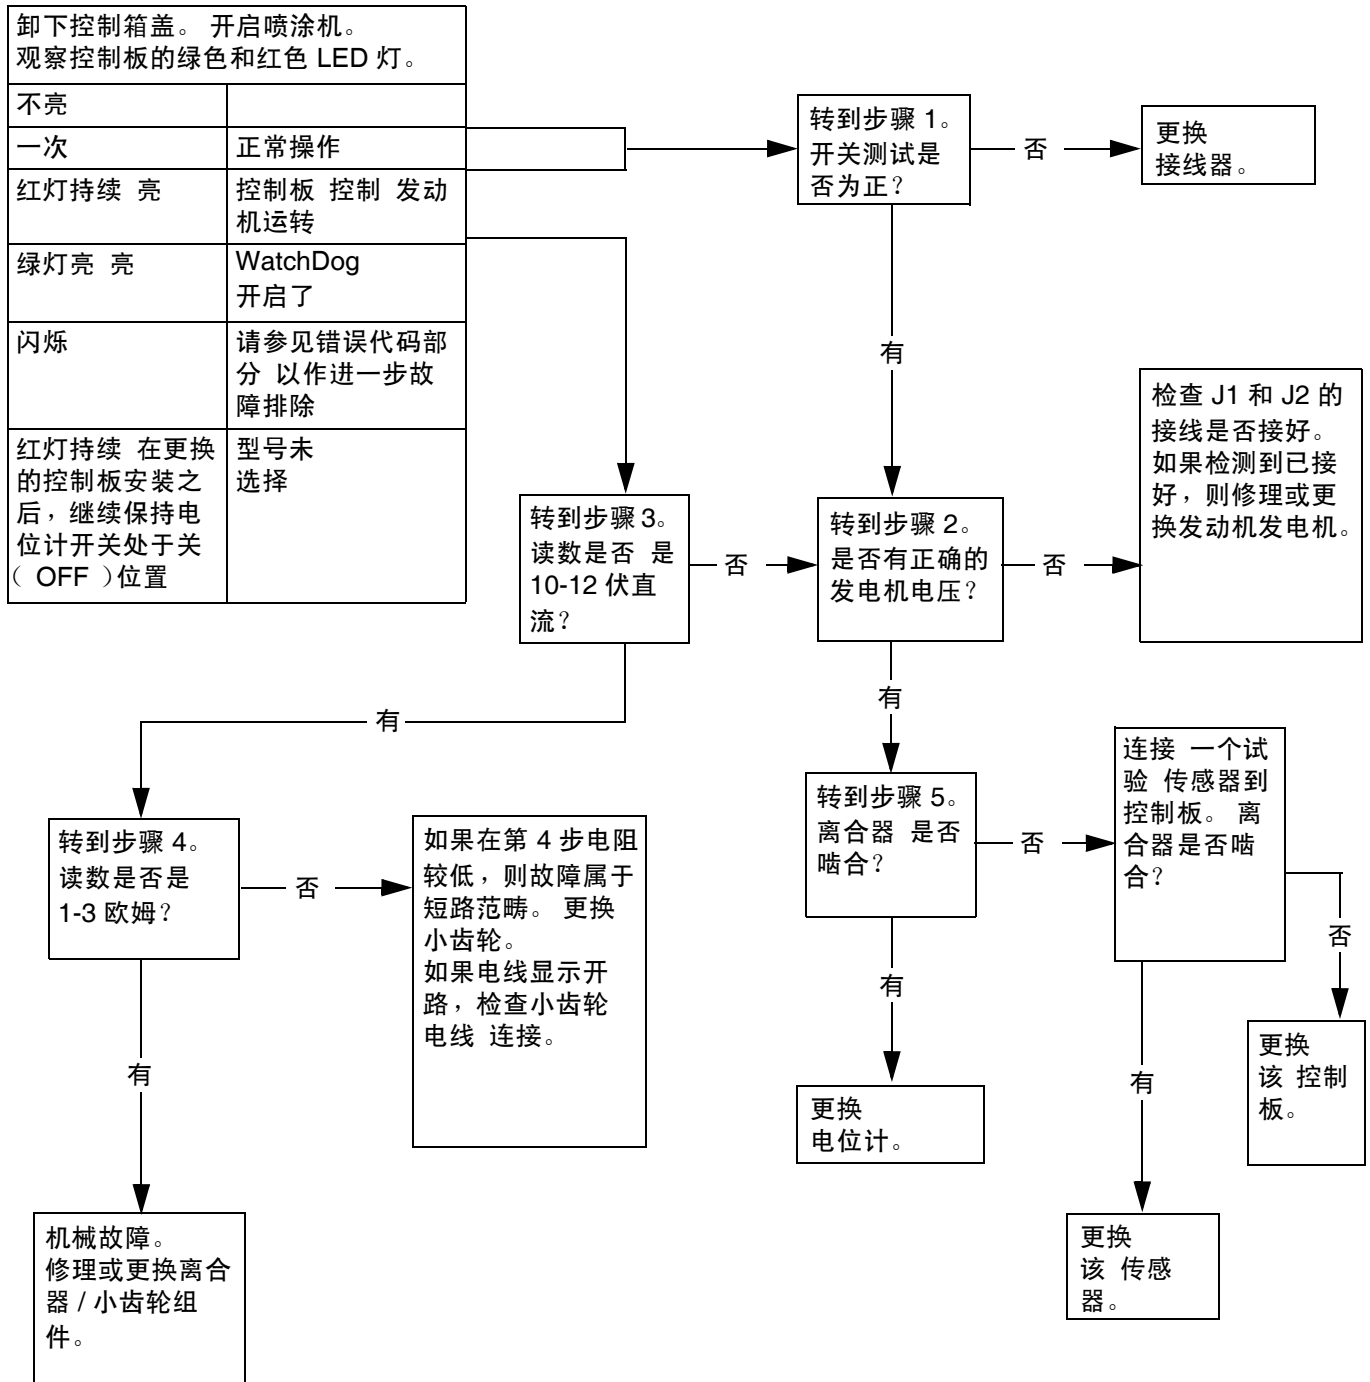 卸下控制箱盖。 开启喷涂机。
观察控制板的绿色和红色 LED 灯。
不亮
一次
正常操作
红灯持续 亮
控制板 控制 发动
机运转
绿灯亮 亮
WatchDog
开启了
闪烁
请参见错误代码部
分 以作进一步故
障排除
红灯持续 在更换
的控制板安装之
后，继续保持电
位计开关处于关
（ OFF ）位置
型号未
选择
转到步骤 1。
开关测试是
否为正？
否
更换
接线器。
有
转到步骤 3。
读数是否 是
10-12 伏直
流？
否
转到步骤 2。
是否有正确的
发电机电压？
否
检查 J1 和 J2 的
接线是否接好。
如果检测到已接
好，则修理或更
换发动机发电机。
有
有
转到步骤 4。
读数是否是
1-3 欧姆？
否
如果在第 4 步电阻
较低，则故障属于
短路范畴。 更换
小齿轮。
如果电线显示开
路，检查小齿轮
电线 连接。
转到步骤 5。
离合器 是否
啮合？
否
连接 一个试
验 传感器到
控制板。 离
合器是否啮
合？
否
有
有
有
更换
电位计。
更换
该 控制
板。
机械故障。
修理或更换离合
器 / 小齿轮组
件。
更换
该 传感
器。